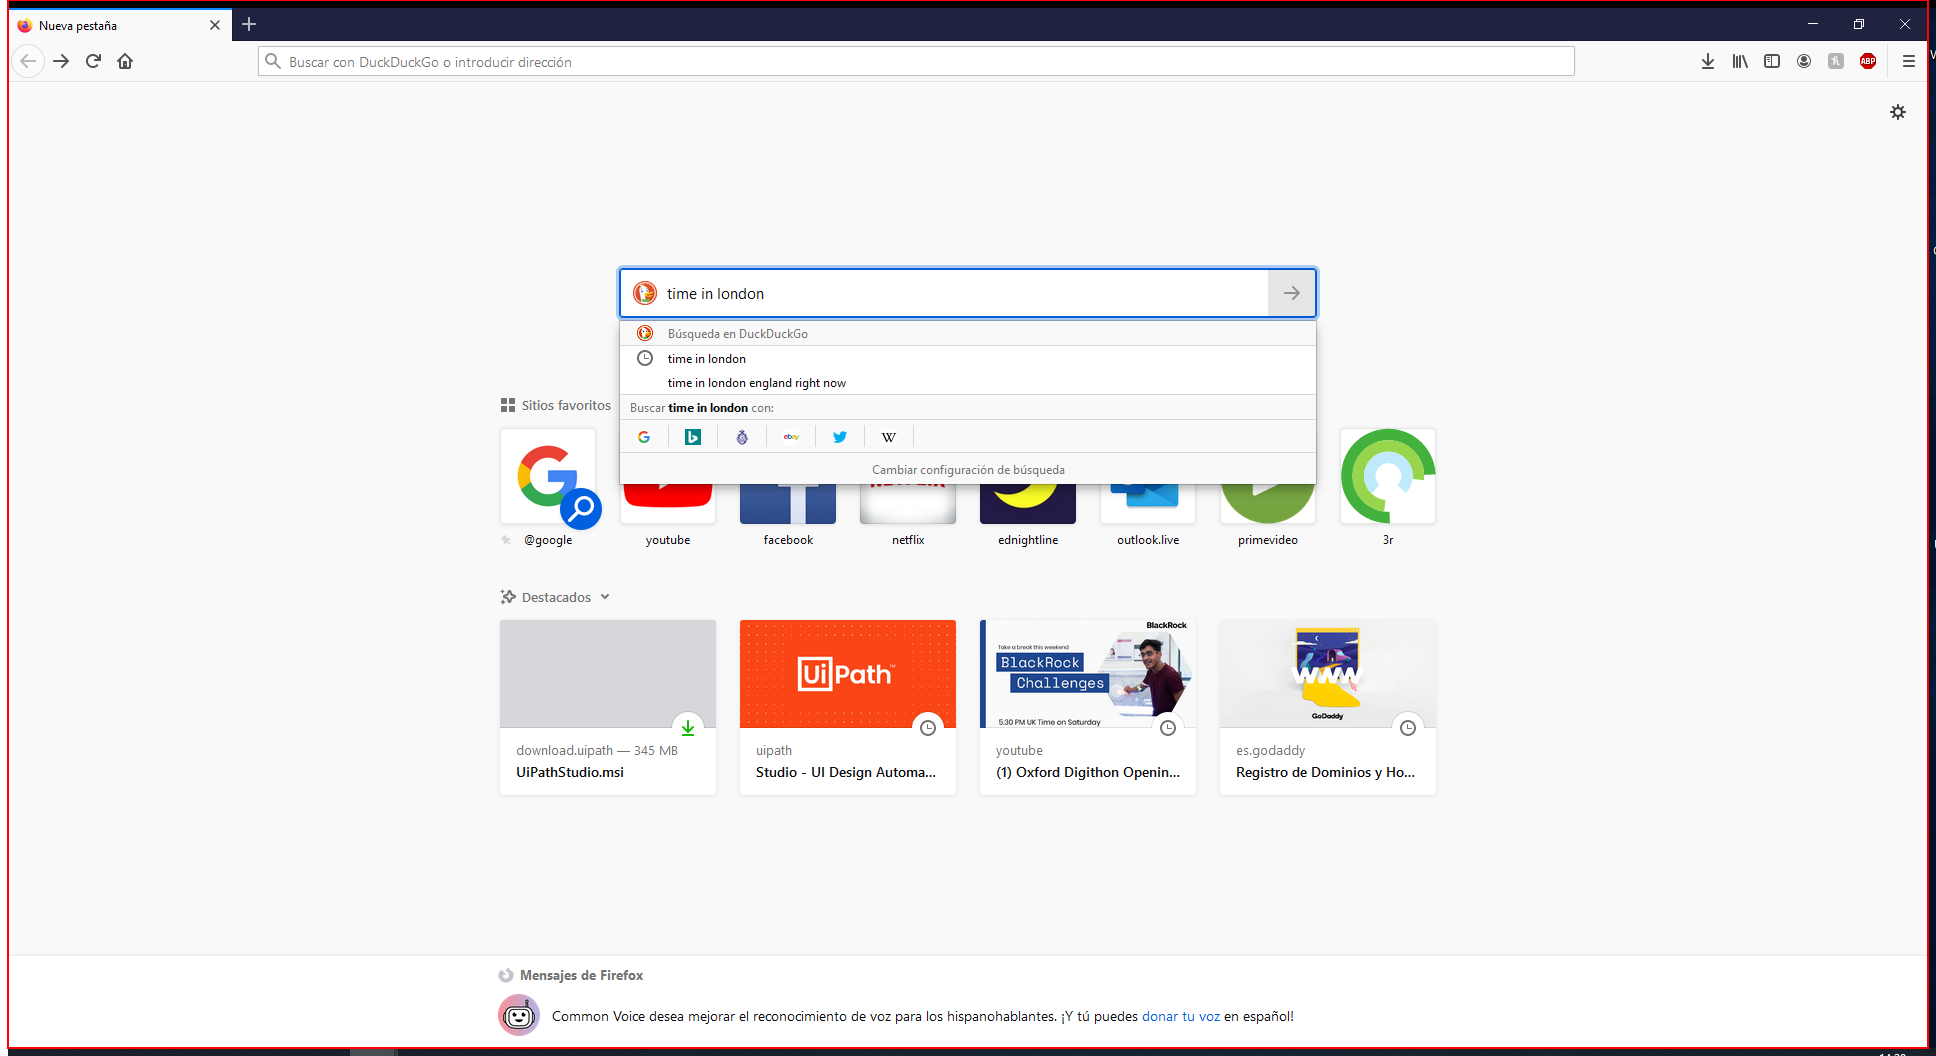 Nueva pestaña
Buscar con DuckDuckGo o introducir dirección
ABP
time in london
Búsqueda en DuckDuckGo
time in london
time in london england right now
Buscar time in london con:
ebay
W
Cambiar configuración de búsqueda
Sitios favoritos
@google
youtube
facebook
netflix
ednightline
outlook.live
primevideo
3r
Destacados
UiPath™
BlackRock
Take a break this weekend
BlackRock
Challenges
5:30 PM UK Time on Saturday
www
GoDaddy
download.uipath — 345 MB
UiPathStudio.msi
uipath
Studio - UI Design Automa...
youtube
(1) Oxford Digithon Openin...
es.godaddy
Registro de Dominios y Ho...
Mensajes de Firefox
Common Voice desea mejorar el reconocimiento de voz para los hispanohablantes. ¡Y tú puedes donar tu voz en español!